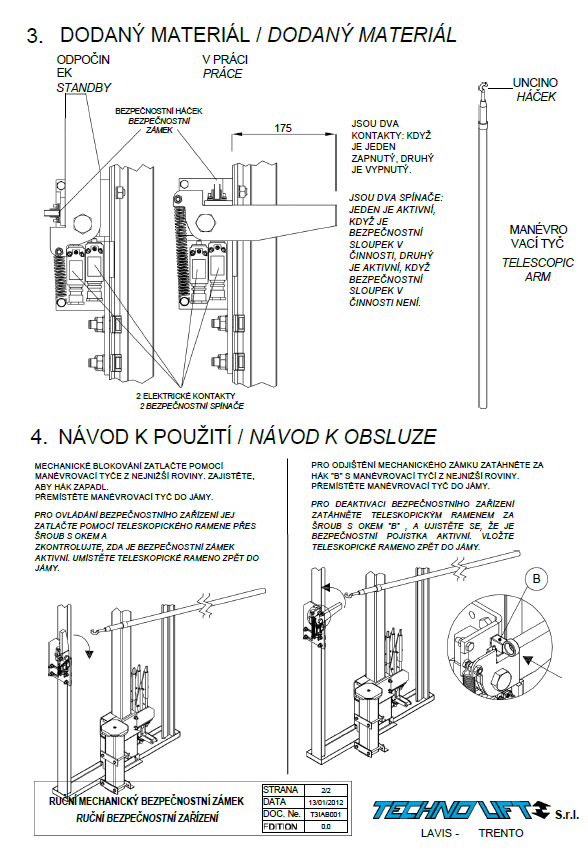 3. DODANÝ MATERIÁL / DODANÝ MATERIÁL
ODPOČIN
EK
STANDBY
V PRÁCI
PRÁCE
BEZPEČNOSTNÍ HÁČEK
BEZPEČNOSTNÍ
ZÁMEK
175
JSOU DVA
KONTAKTY: KDYŽ
JE JEDEN
ZAPNUTÝ, DRUHÝ
JE VYPNUTÝ.
JSOU DVA SPÍNAČE:
JEDEN JE AKTIVNÍ,
KDYŽ JE
BEZPEČNOSTNÍ
SLOUPEK V
ČINNOSTI, DRUHÝ
JE AKTIVNÍ, KDYŽ
BEZPEČNOSTNÍ
SLOUPEK V
ČINNOSTI NENÍ.
UNCINO
HÁČEK
MANÉVRO
VACÍ TYČ
TELESCOPIC
ARM
2 ELEKTRICKÉ KONTAKTY
2 BEZPEČNOSTNÍ SPÍNAČE
4. NÁVOD K POUŽITÍ / NÁVOD K OBSLUZE
MECHANICKÉ BLOKOVÁNÍ ZATLAČTE POMOCÍ
MANÉVROVACÍ TYČE Z NEJNIŽŠÍ ROVINY. ZAJISTĚTE,
ABY HÁK ZAPADL.
PŘEMÍSTĚTE MANÉVROVACÍ TYČ DO JÁMY.
PRO OVLÁDÁNÍ BEZPEČNOSTNÍHO ZAŘÍZENÍ JEJ
ZATLAČTE POMOCÍ TELESKOPICKÉHO RAMENE PŘES
ŠROUB S OKEM A
ZKONTROLUJTE, ZDA JE BEZPEČNOSTNÍ ZÁMEK
AKTIVNÍ. UMÍSTĚTE TELESKOPICKÉ RAMENO ZPĚT DO
JÁMY.
PRO ODJIŠTĚNÍ MECHANICKÉHO ZÁMKU ZATÁHNĚTE ZA
HÁK "B" S MANÉVROVACÍ TYČÍ Z NEJNIŽŠÍ ROVINY.
PŘEMÍSTĚTE MANÉVROVACÍ TYČ DO JÁMY.
PRO DEAKTIVACI BEZPEČNOSTNÍHO ZAŘÍZENÍ
ZATÁHNĚTE TELESKOPICKÝM RAMENEM ZA
ŠROUB S OKEM "B" , A UJISTĚTE SE, ŽE JE
BEZPEČNOSTNÍ POJISTKA AKTIVNÍ. VLOŽTE
TELESKOPICKÉ RAMENO ZPĚT DO JÁMY.
B
RUČNÍ MECHANICKÝ BEZPEČNOSTNÍ ZÁMEK
RUČNÍ BEZPEČNOSTNÍ ZAŘÍZENÍ
STRANA 2/2
DATA 13/01/2012
DOC. Ne. T3IAB001
EDITION 0.0
TECHNOLIFT S.r.l.
LAVIS - TRENTO